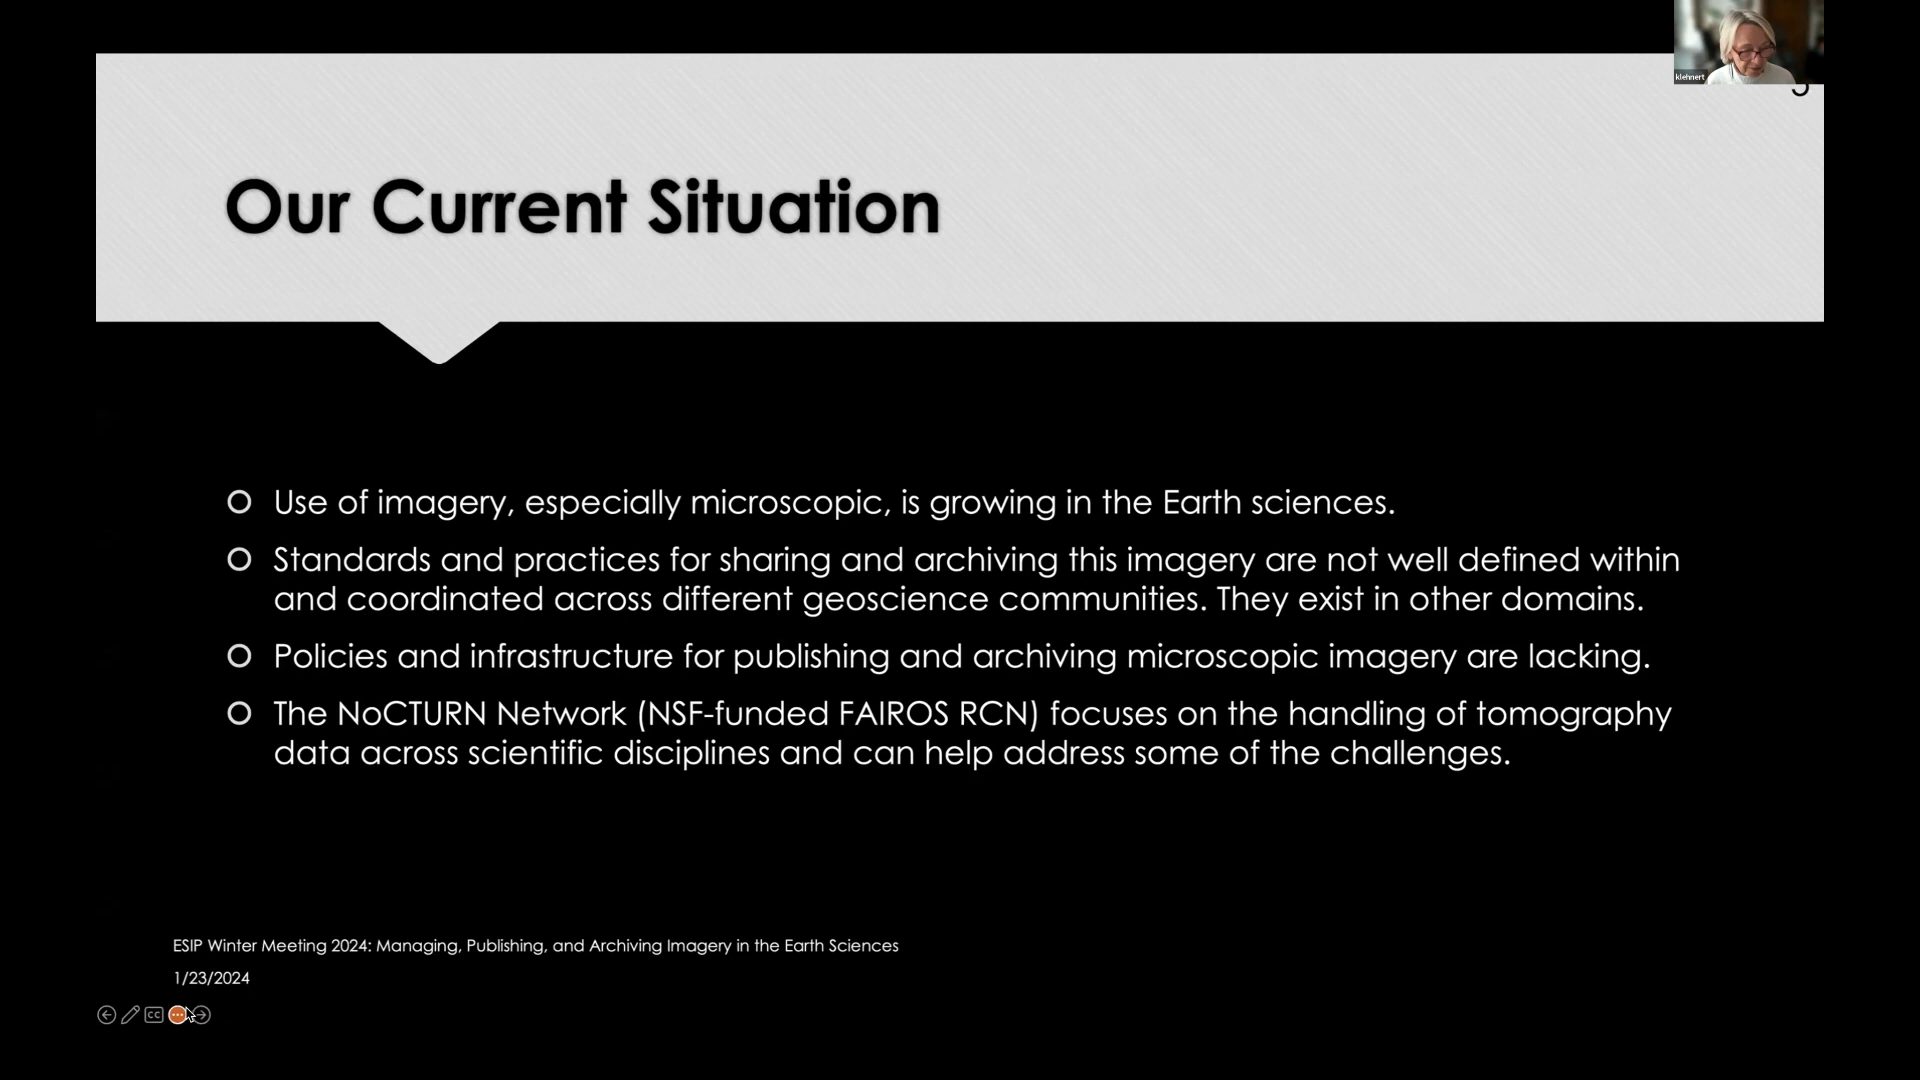 klehnert
Our Current Situation
Use of imagery, especially microscopic, is growing in the Earth sciences.
Standards and practices for sharing and archiving this imagery are not well defined within
and coordinated across different geoscience communities. They exist in other domains.
Policies and infrastructure for publishing and archiving microscopic imagery are lacking.
The NoCTURN Network (NSF-funded FAIROS RCN) focuses on the handling of tomography
data across scientific disciplines and can help address some of the challenges.
ESIP Winter Meeting 2024: Managing, Publishing, and Archiving Imagery in the Earth Sciences
1/23/2024
CC